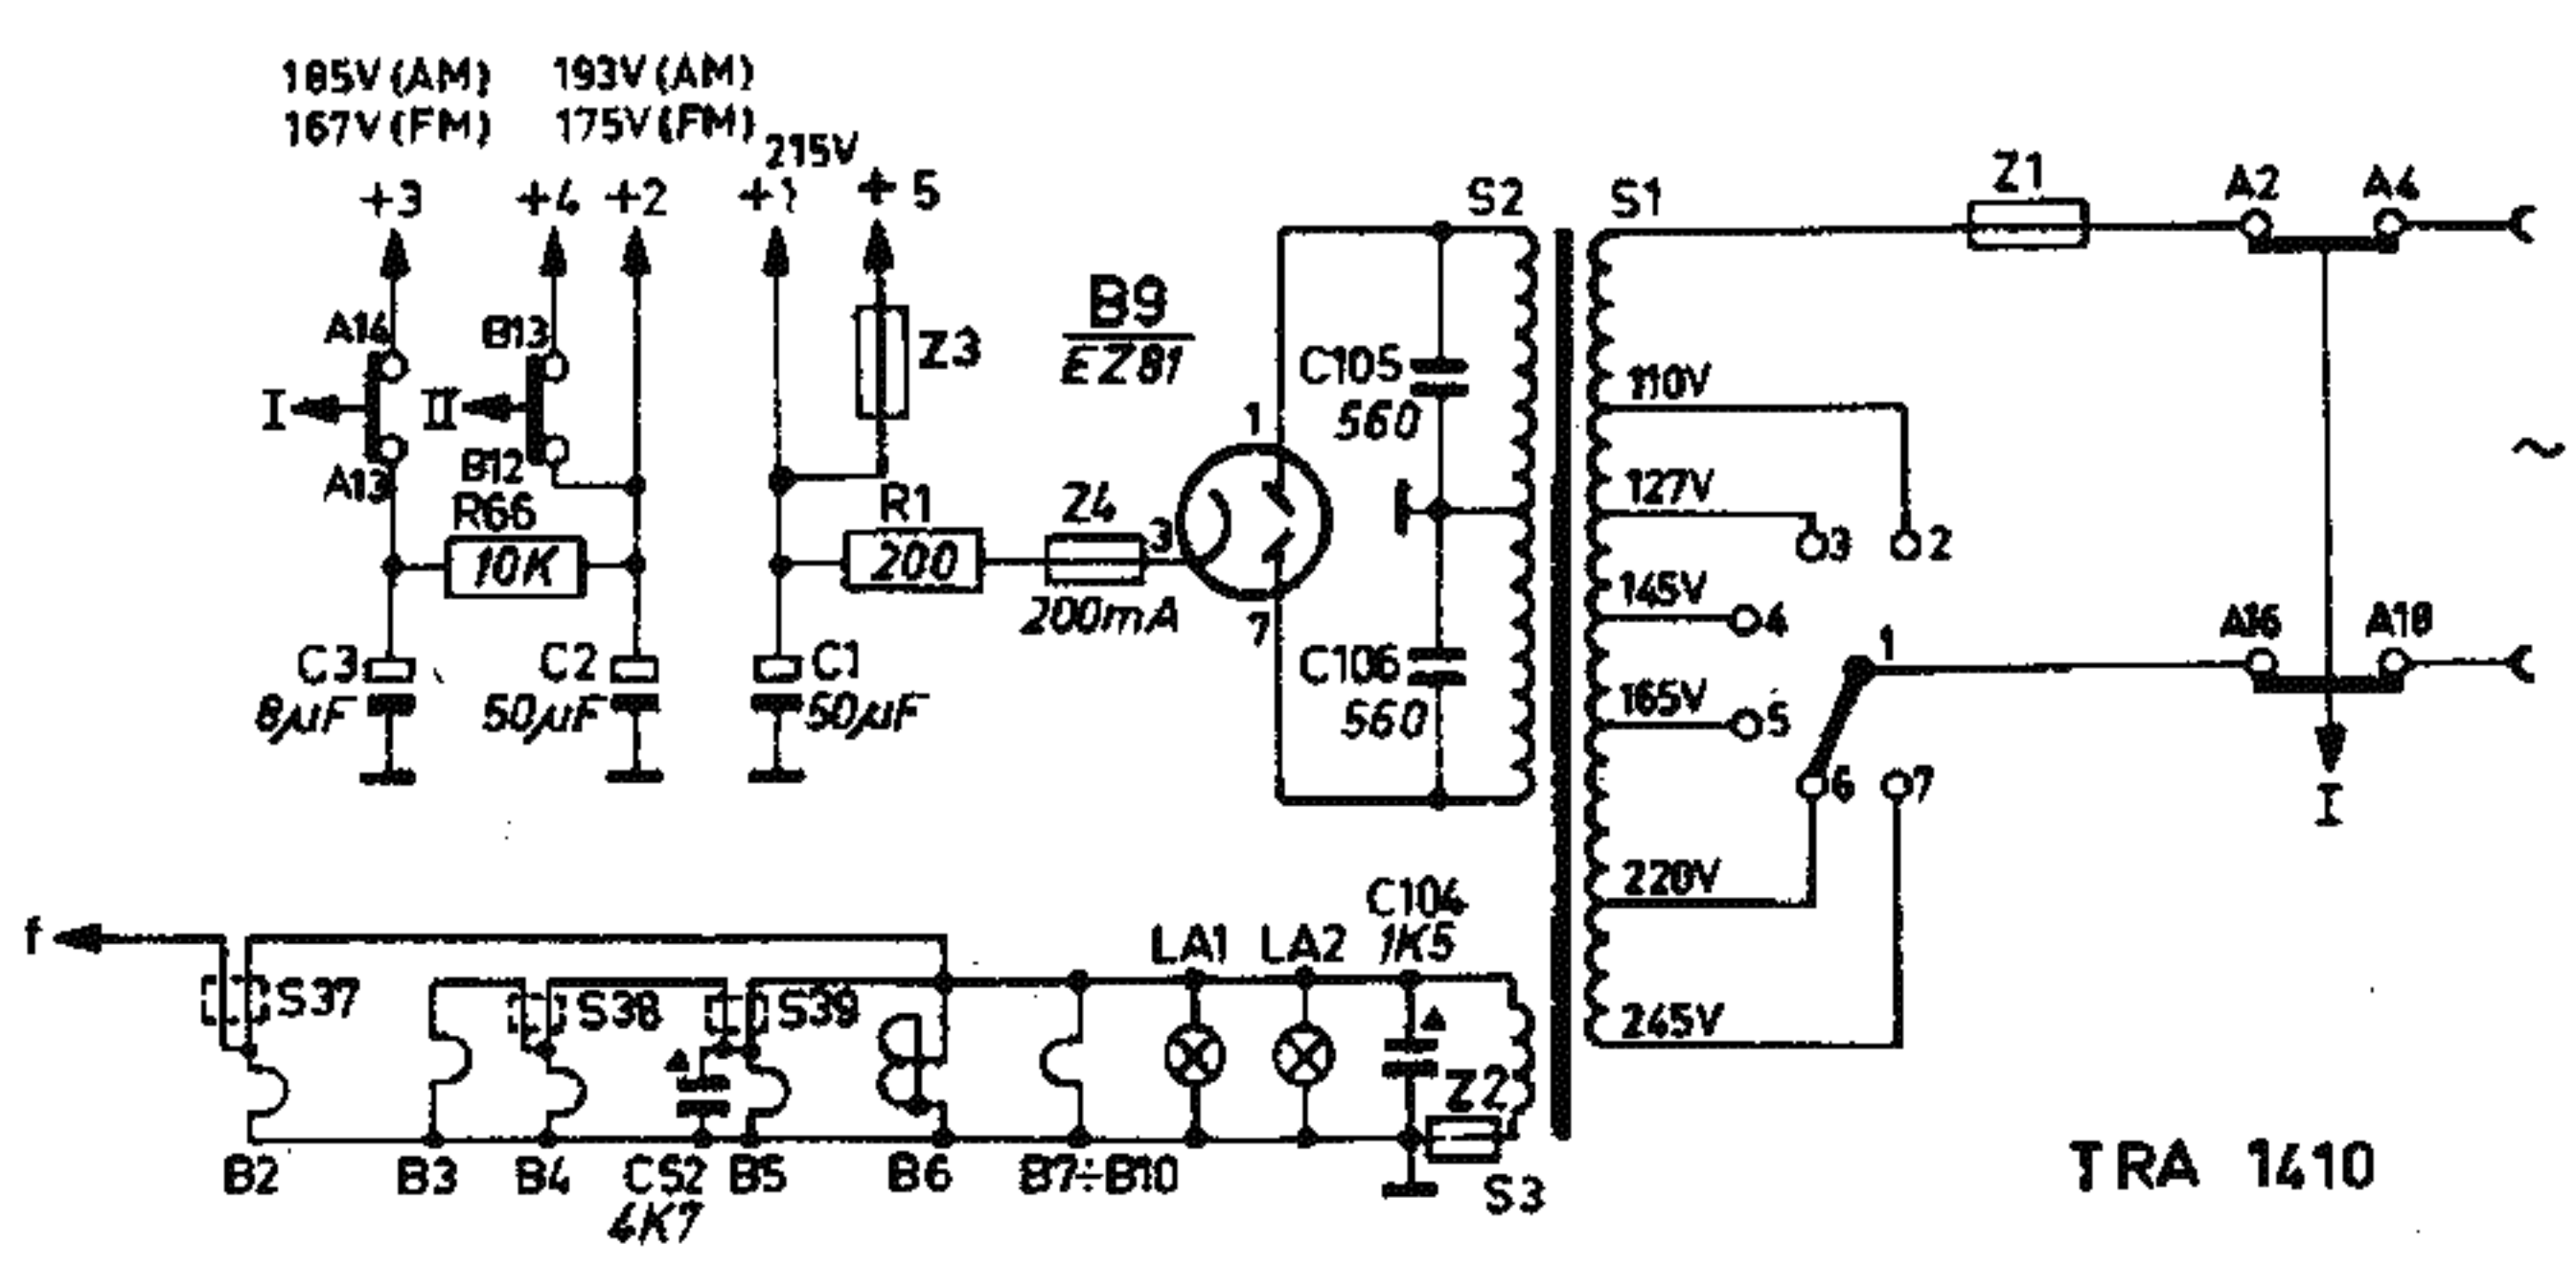 185V (AM) 193V (AM)
167V (FM) 175V (FM)
215V
+3 +4 +2 +1 + 5
S2 S1
Z1 A2 A4
A14 B13 Z3
B9
EZ81
C105
560
110V
I II
1
A13 B12
R66
10K
R1
200
Z4
200mA
3
127V
3 2
~
7
145V 4
C3
8µF
C2
50µF
C1
50µF
C106
560
165V 5
1
A16 A18
6 7
I
220V
f
C104
1K5
LA1 LA2
S37 S38 S39
245V
Z2
B2 B3 B4 C52 B5 B6 B7÷B10
4K7
S3
TRA 1410